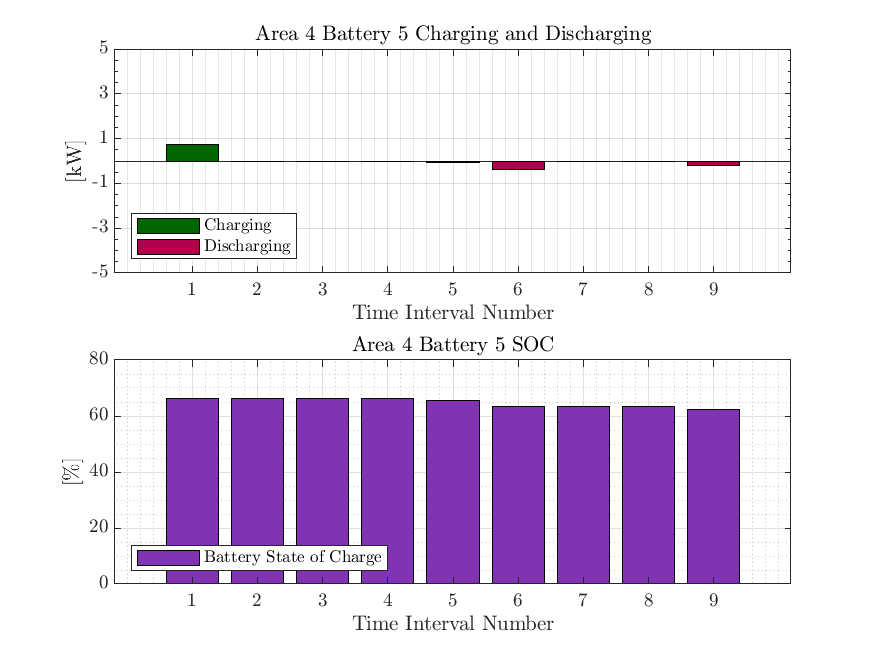 Area 4 Battery 5 Charging and Discharging
5
3
1
-1
-3
-5
[kW]
Charging
Discharging
1 2 3 4 5 6 7 8 9
Time Interval Number
Area 4 Battery 5 SOC
80
60
40
20
0
[%]
Battery State of Charge
1 2 3 4 5 6 7 8 9
Time Interval Number